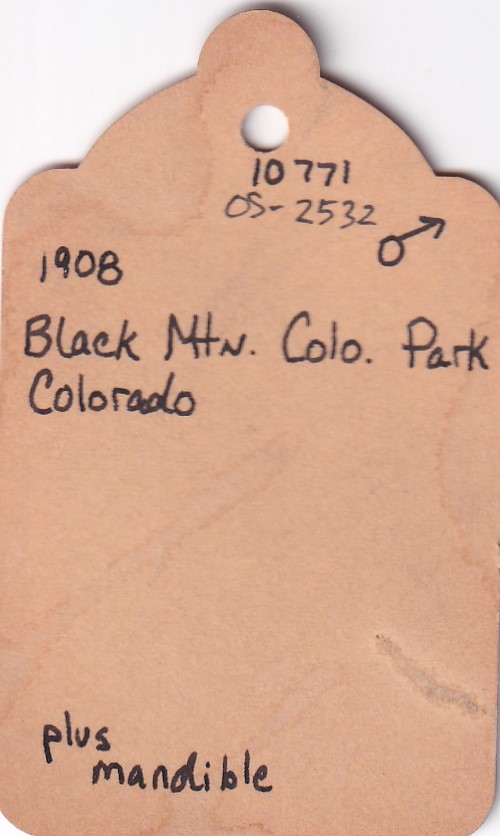 10771
OS-2532 ♂
1908
Black Mtn. Colo. Park
Colorado
plus
mandible